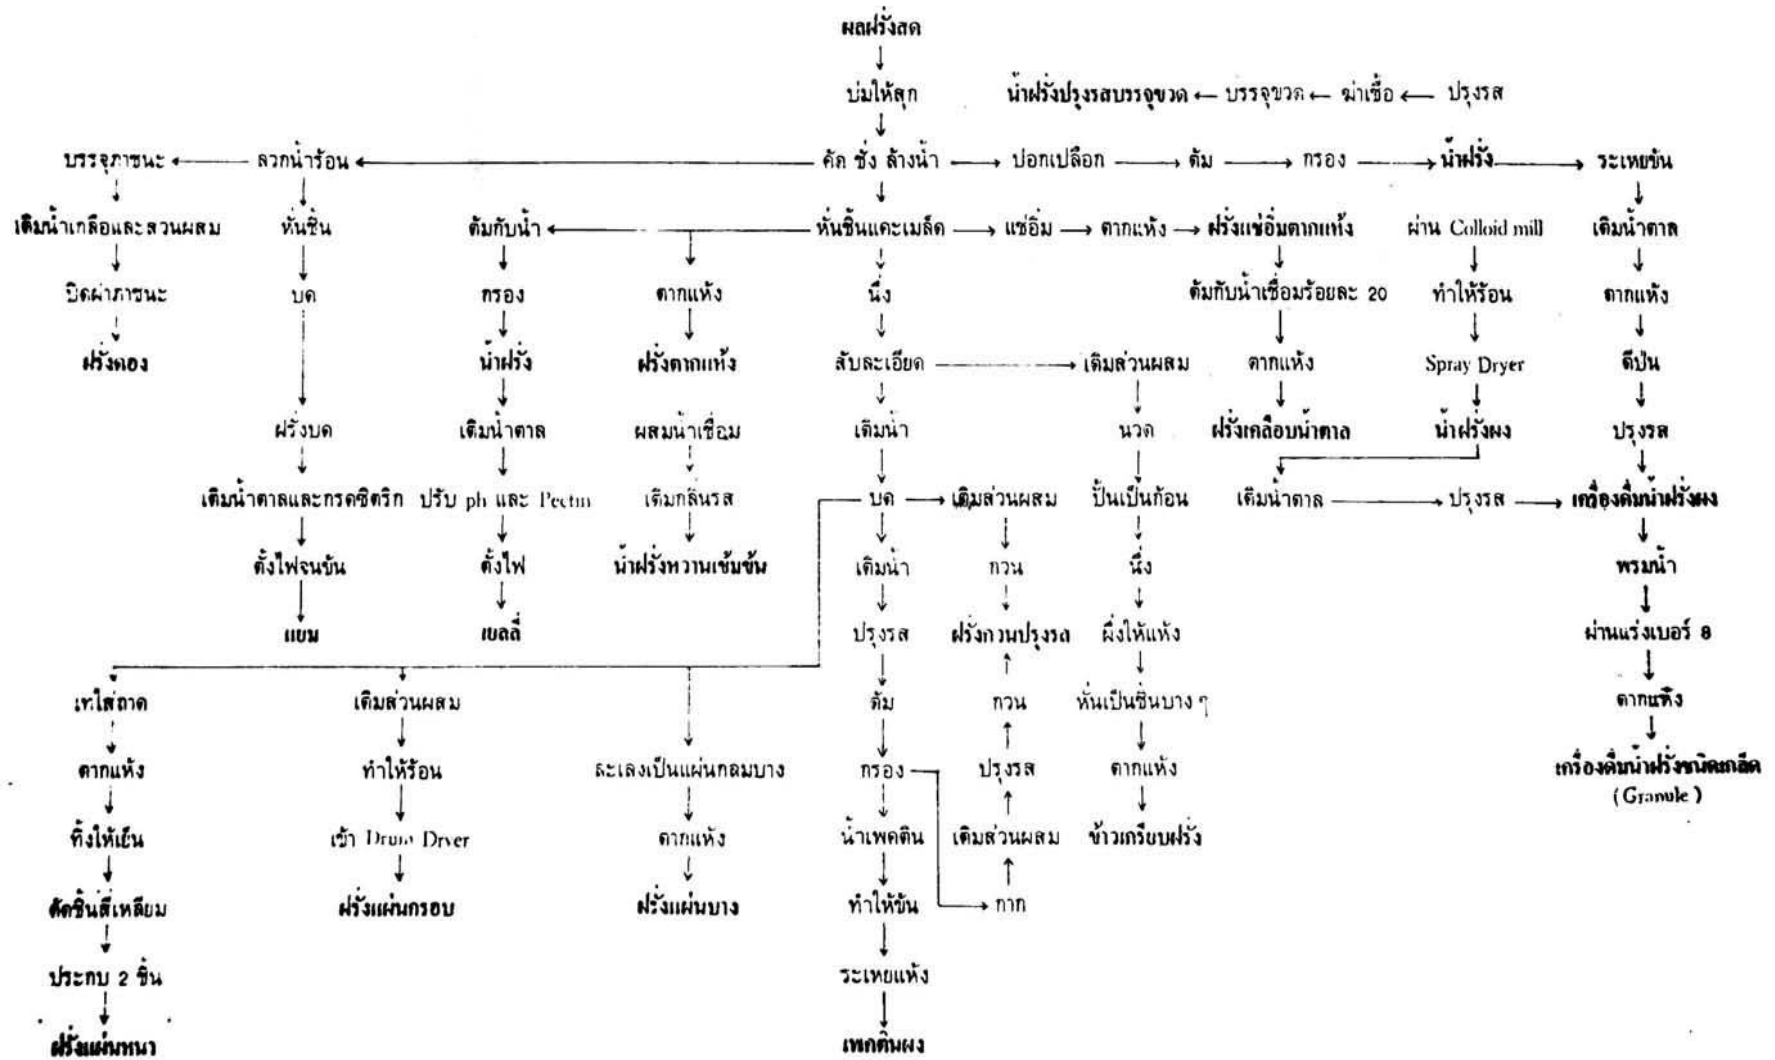 ผลฝรั่งสด
บ่มให้สุก น้ำฝรั่งปรุงรสบรรจุขวด ← บรรจุขวด ← ฆ่าเชื้อ ← ปรุงรส
บรรจุภาชนะ ← ลวกน้ำร้อน ← คัด ชั่ง ล้างน้ำ → ปอกเปลือก → ต้ม → กรอง → น้ำฝรั่ง → ระเหยข้น
เติมน้ำเกลือและส่วนผสม หั่นชิ้น ต้มกับน้ำ ← หั่นชิ้นแคะเมล็ด → แช่อิ่ม → ตากแห้ง → ฝรั่งแช่อิ่มตากแห้ง ผ่าน Colloid mill เติมน้ำตาล
ปิดฝาภาชนะ บด กรอง ตากแห้ง นึ่ง ต้มกับน้ำเชื่อมร้อยละ 20 ทำให้ร้อน ตากแห้ง
ฝรั่งดอง น้ำฝรั่ง ฝรั่งตากแห้ง สับละเอียด → เติมส่วนผสม ตากแห้ง Spray Dryer ตีป่น
ฝรั่งบด เติมน้ำตาล ผสมน้ำเชื่อม เติมน้ำ นวด ฝรั่งเคลือบน้ำตาล น้ำฝรั่งผง ปรุงรส
เติมน้ำตาลและกรดซิตริก ปรับ ph และ Pectin เติมกลิ่นรส บด → เติมส่วนผสม ปั้นเป็นก้อน เติมน้ำตาล → ปรุงรส → เครื่องดื่มน้ำฝรั่งผง
ตั้งไฟจนข้น ตั้งไฟ น้ำฝรั่งหวานเข้มข้น เติมน้ำ กวน นึ่ง พรมน้ำ
แยม เยลลี่ ปรุงรส ฝรั่งกวนปรุงรส ผึ่งให้แห้ง ผ่านแร่งเบอร์ 8
เทใส่ถาด เติมส่วนผสม ต้ม กวน หั่นเป็นชิ้นบาง ๆ ตากแห้ง
ตากแห้ง ทำให้ร้อน ละเลงเป็นแผ่นกลมบาง กรอง ปรุงรส ตากแห้ง เครื่องดื่มน้ำฝรั่งชนิดเกล็ด
(Granule)
ทิ้งให้เย็น เข้า Drum Dryer ตากแห้ง น้ำเพคติน เติมส่วนผสม ข้าวเกรียบฝรั่ง
ตัดชิ้นสี่เหลี่ยม ฝรั่งแผ่นกรอบ ฝรั่งแผ่นบาง ทำให้ข้น → กาก
ประกบ 2 ชิ้น ระเหยแห้ง
ฝรั่งแผ่นหนา เพคตินผง